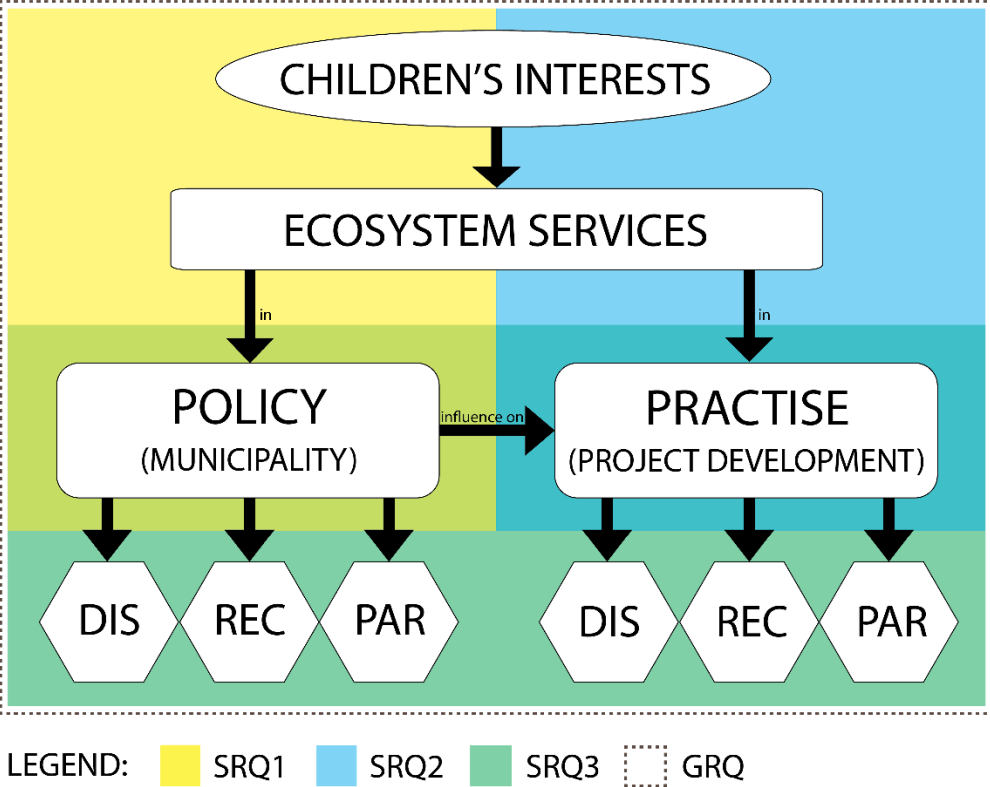 CHILDREN'S INTERESTS
ECOSYSTEM SERVICES
in
in
POLICY
(MUNICIPALITY)
influence on
PRACTISE
(PROJECT DEVELOPMENT)
DIS
REC
PAR
DIS
REC
PAR
LEGEND: SRQ1 SRQ2 SRQ3 GRQ